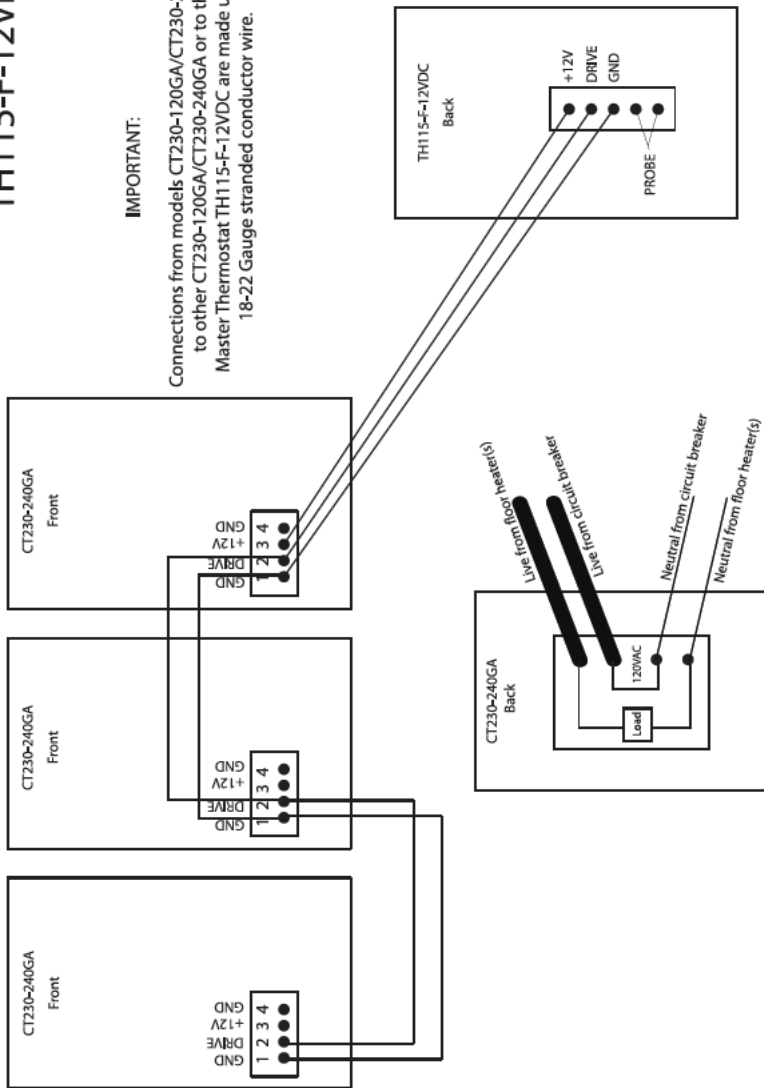 TH115-F-12V
IMPORTANT:
Connections from models CT230-120GA/CT230-
to other CT230-120GA/CT230-240GA or to
Master Thermostat TH115-F-12VDC are made
18-22 Gauge stranded conductor wire.
CT230-240GA
Front
GND
DRIVE
+12V
GND
1 2 3 4
CT230-240GA
Front
GND
DRIVE
+12V
GND
1 2 3 4
CT230-240GA
Front
GND
DRIVE
+12V
GND
1 2 3 4
TH115-F-12VDC
Back
+12V
DRIVE
GND
PROBE
CT230-240GA
Back
Load
120VAC
Live from floor heater(s)
Live from circuit breaker
Neutral from circuit breaker
Neutral from floor heater(s)